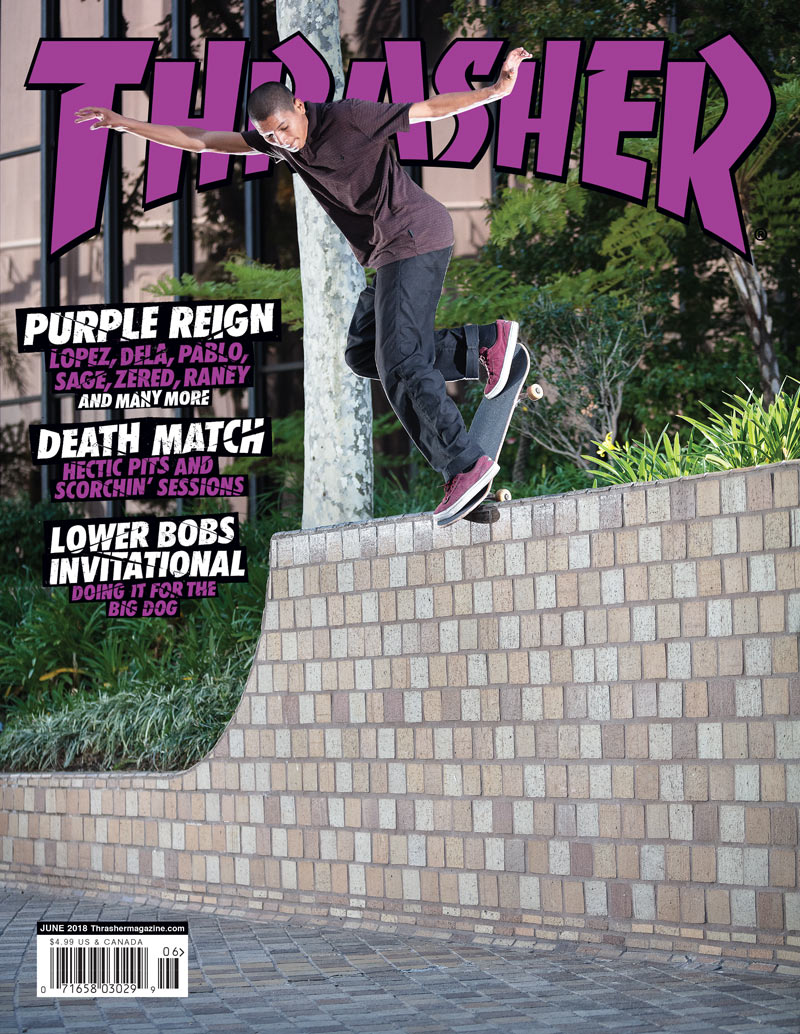 THRASHER
®
PURPLE REIGN
LOPEZ, DELA, PABLO,
SAGE, ZERED, RANEY
AND MANY MORE
DEATH MATCH
HECTIC PITS AND
SCORCHIN' SESSIONS
LOWER BOBS
INVITATIONAL
DOING IT FOR THE
BIG DOG
JUNE 2018 Thrashermagazine.com
$4.99 US & CANADA
06>
0 71658 03029 9